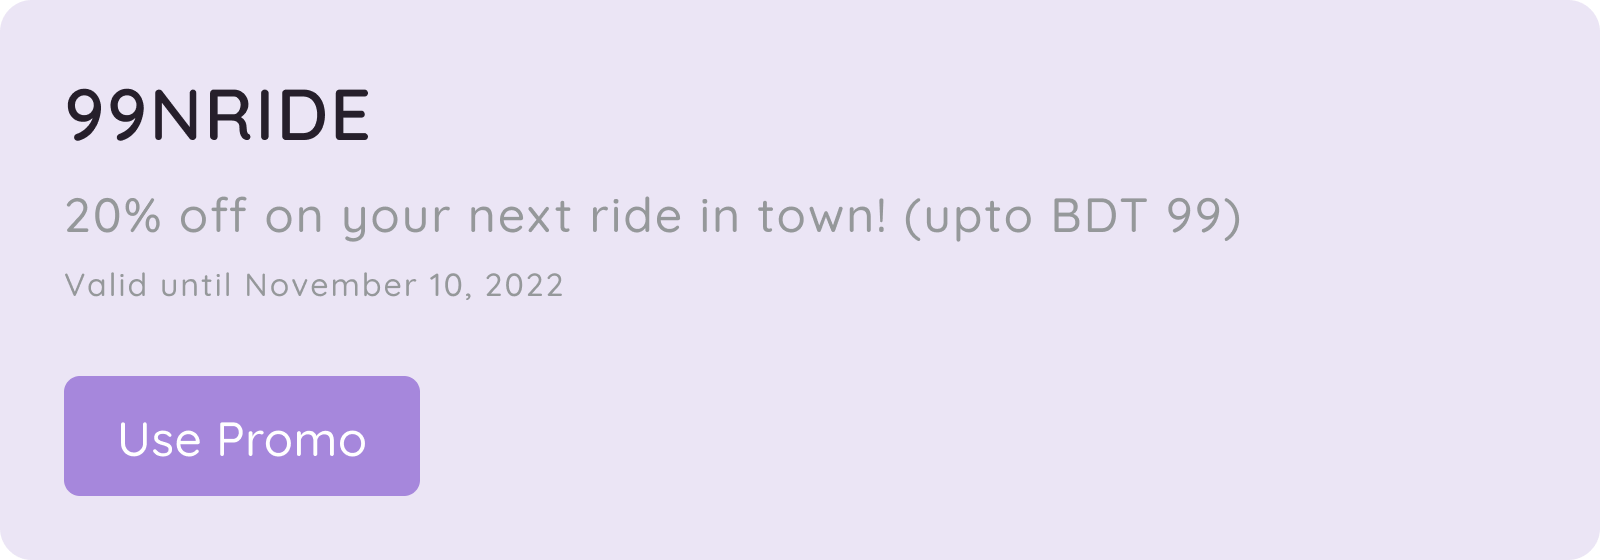 99NRIDE
20% off on your next ride in town! (upto BDT 99)
Valid until November 10, 2022
Use Promo